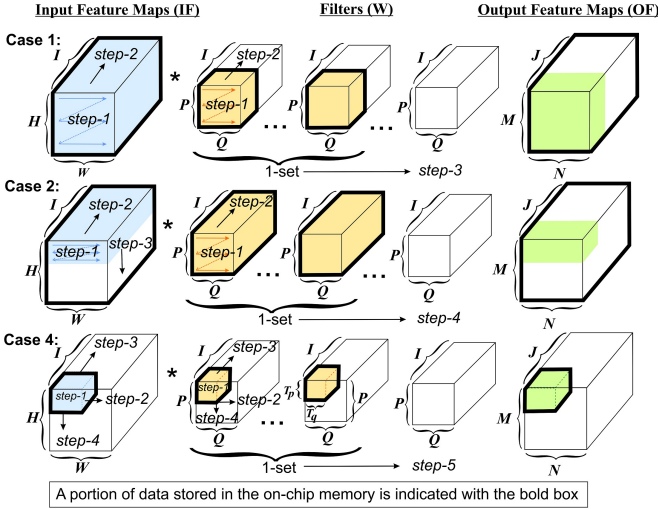 Input Feature Maps (IF) Filters (W) Output Feature Maps (OF)
Case 1:
I step-2 * I step-2 I I J
H step-1 P step-1 P P M
... ...
W Q Q Q N
1-set step-3
Case 2:
I step-2 * I step-2 I I J
H step-1 step-3 P step-1 P P M
... ...
W Q Q Q N
1-set step-4
Case 4:
I step-3 * I step-3 I I J
H step-1 step-2 P step-1 step-2 Tp P P M
step-4 step-4 Tq
... 
W Q Q Q N
1-set step-5
A portion of data stored in the on-chip memory is indicated with the bold box